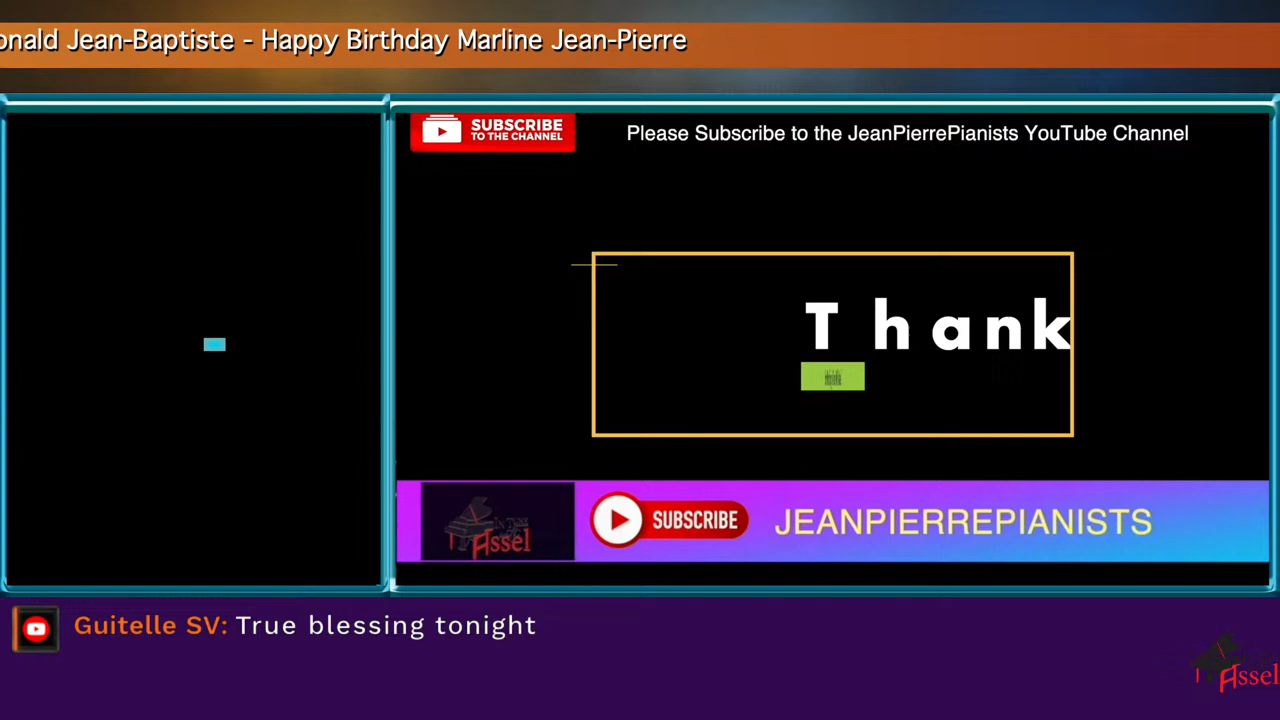 onald Jean-Baptiste - Happy Birthday Marline Jean-Pierre
SUBSCRIBE
TO THE CHANNEL
Please Subscribe to the JeanPierrePianists YouTube Channel
Thank
Assel
SUBSCRIBE
JEANPIERREPIANISTS
Guitelle SV: True blessing tonight
Assel